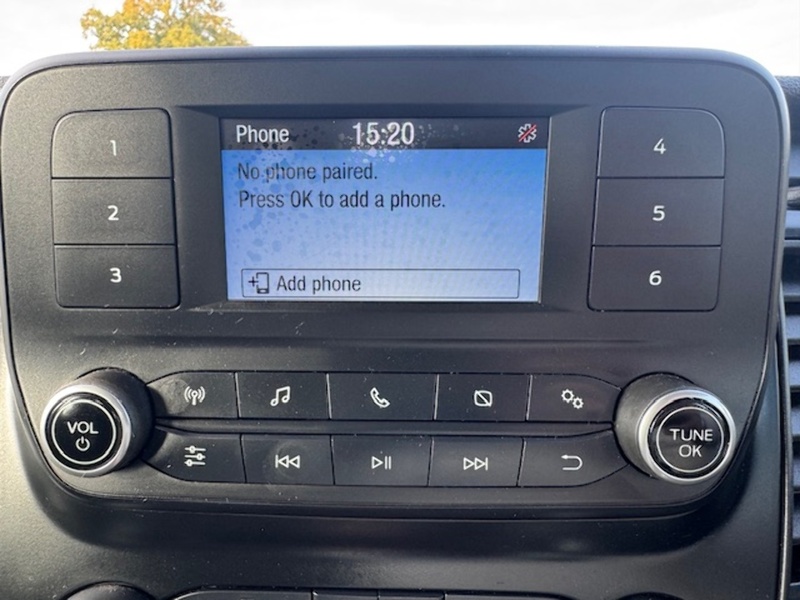 Phone 15:20
No phone paired.
Press OK to add a phone.
Add phone
1
2
3
4
5
6
VOL
TUNE
OK